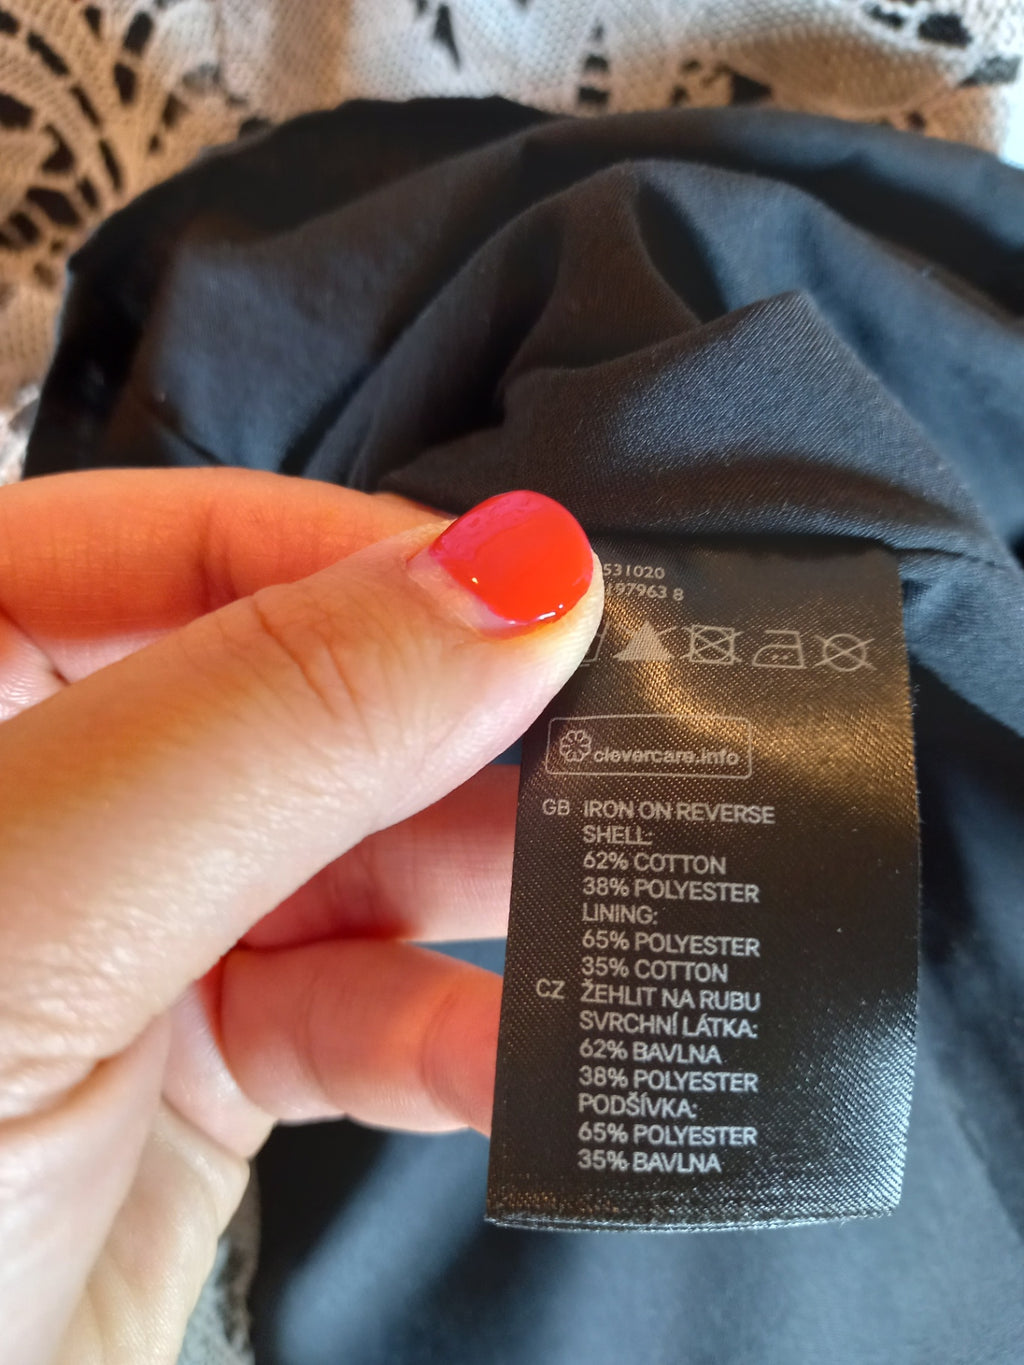 531020
197963 8
clevercare.info
GB IRON ON REVERSE
SHELL:
62% COTTON
38% POLYESTER
LINING:
65% POLYESTER
35% COTTON
CZ ŽEHLIT NA RUBU
SVRCHNÍ LÁTKA:
62% BAVLNA
38% POLYESTER
PODŠÍVKA:
65% POLYESTER
35% BAVLNA